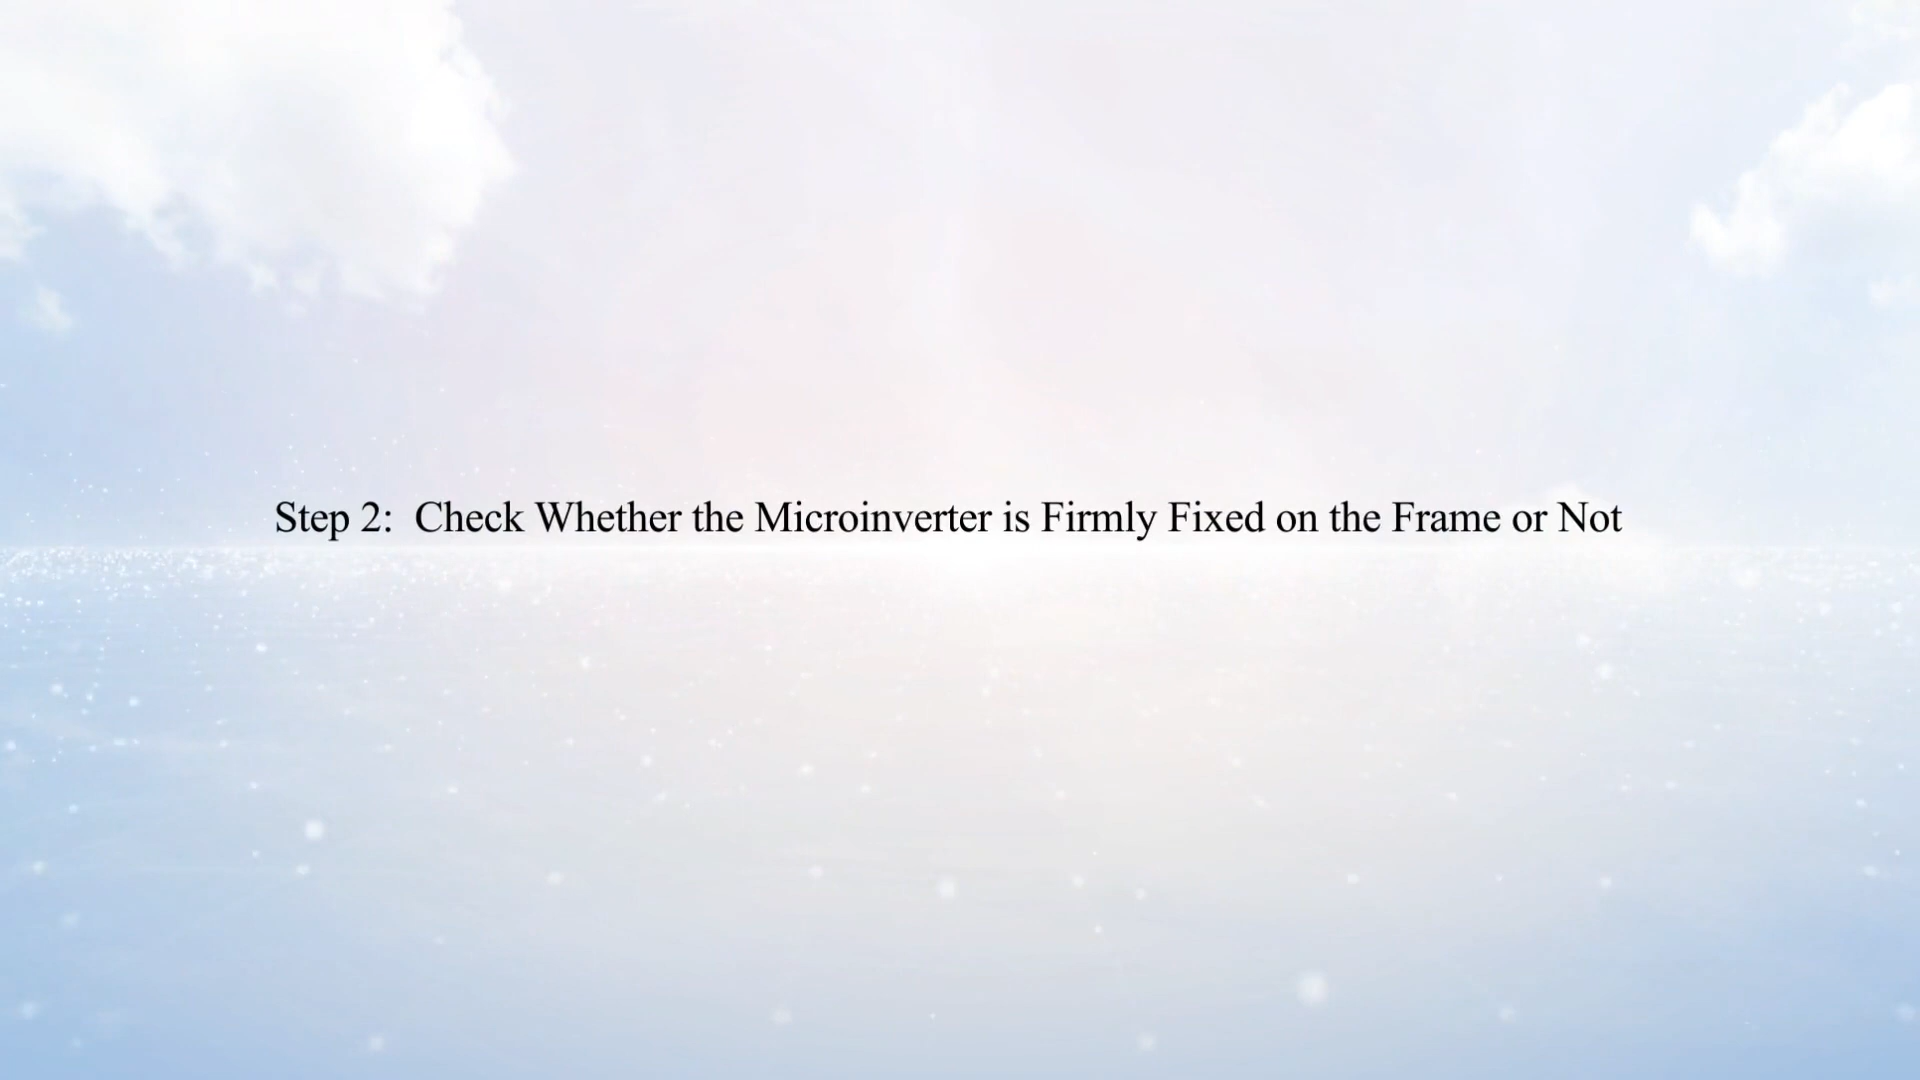 Step 2:  Check Whether the Microinverter is Firmly Fixed on the Frame or Not